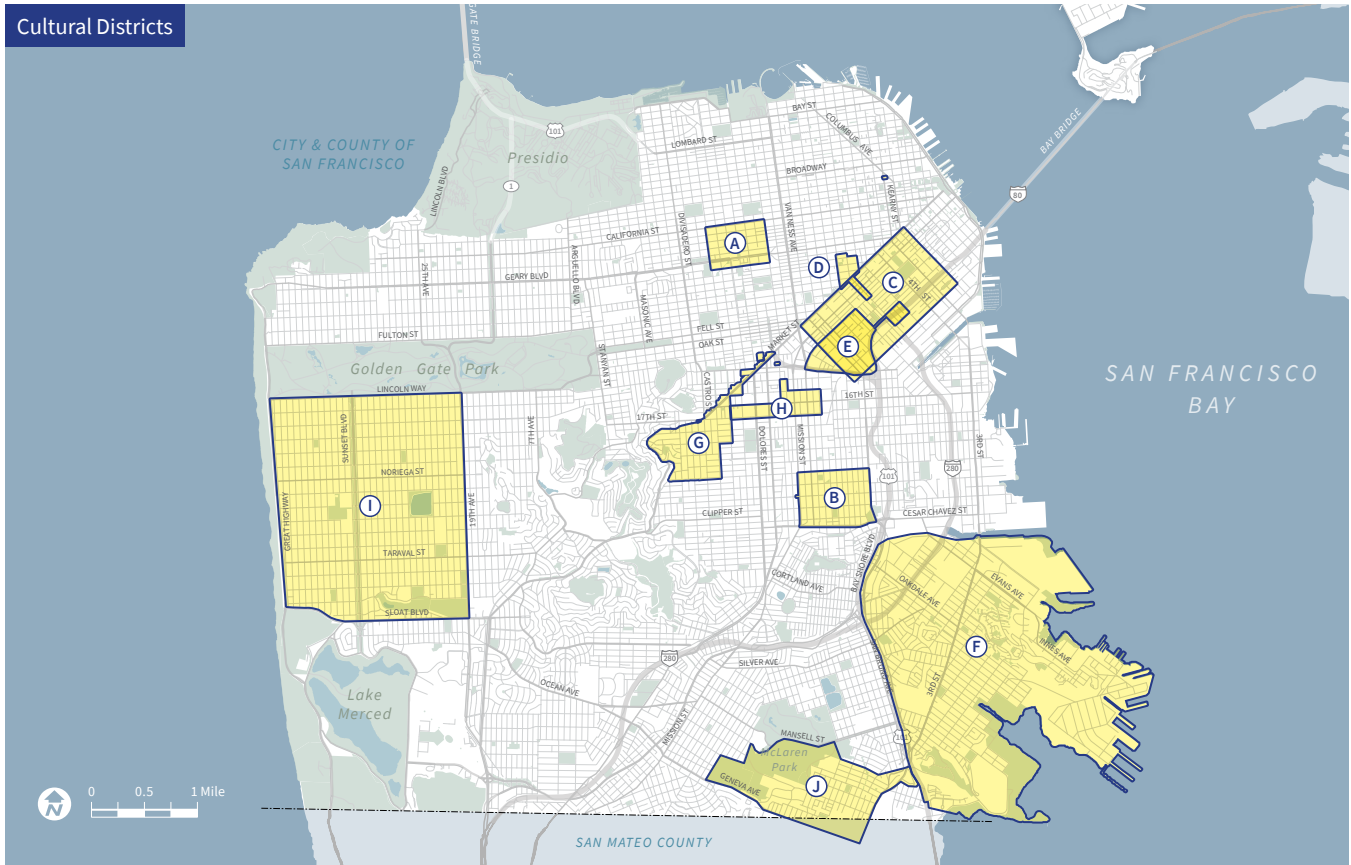 Cultural Districts
GATE BRIDGE
CITY & COUNTY OF
SAN FRANCISCO
Presidio
101
1
LINCOLN BLVD
BAY ST
COLUMBUS AVE
LOMBARD ST
BROADWAY
BAY BRIDGE
80
KEARNY ST
VAN NESS AVE
DIVISADERO ST
CALIFORNIA ST
ARGUELLO BLVD
25TH AVE
GEARY BLVD
A
D
C
4TH ST
MASONIC AVE
FULTON ST
FELL ST
OAK ST
MARKET ST
E
STANYAN ST
Golden Gate Park
LINCOLN WAY
CASTRO S
SAN FRANCISCO
BAY
16TH ST
H
17TH ST
SUNSET BLVD
7TH AVE
G
DOLORES ST
MISSION ST
3RD ST
280
101
NORIEGA ST
I
19TH AVE
GREAT HIGHWAY
B
CLIPPER ST
CESAR CHAVEZ ST
TARAVAL ST
BAY SHORE BLVD
CORTLAND AVE
OAKDALE AVE
EVANS AVE
SLOAT BLVD
F
INNES AVE
280
SILVER AVE
OCEAN AVE
3RD ST
Lake
Merced
MISSION ST
MANSELL ST
101
McLaren
Park
GENEVA AVE
J
N
0 0.5 1 Mile
SAN MATEO COUNTY